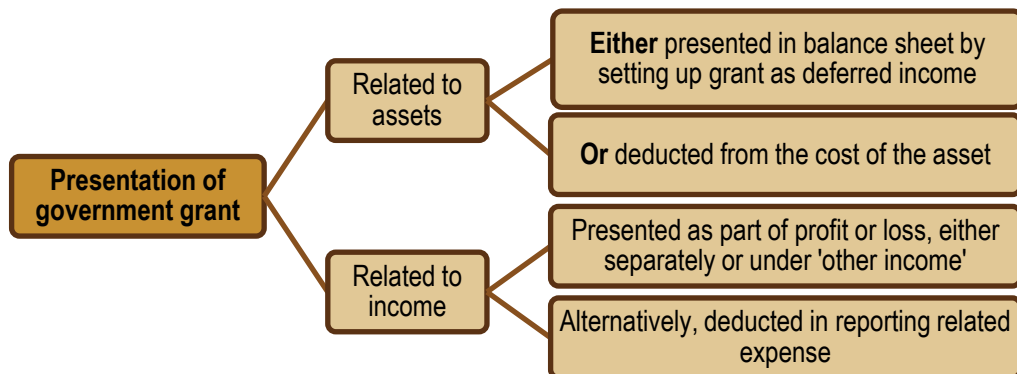 Presentation of
government grant
Related to
assets
Either presented in balance sheet by
setting up grant as deferred income
Or deducted from the cost of the asset
Related to
income
Presented as part of profit or loss, either
separately or under 'other income'
Alternatively, deducted in reporting related
expense